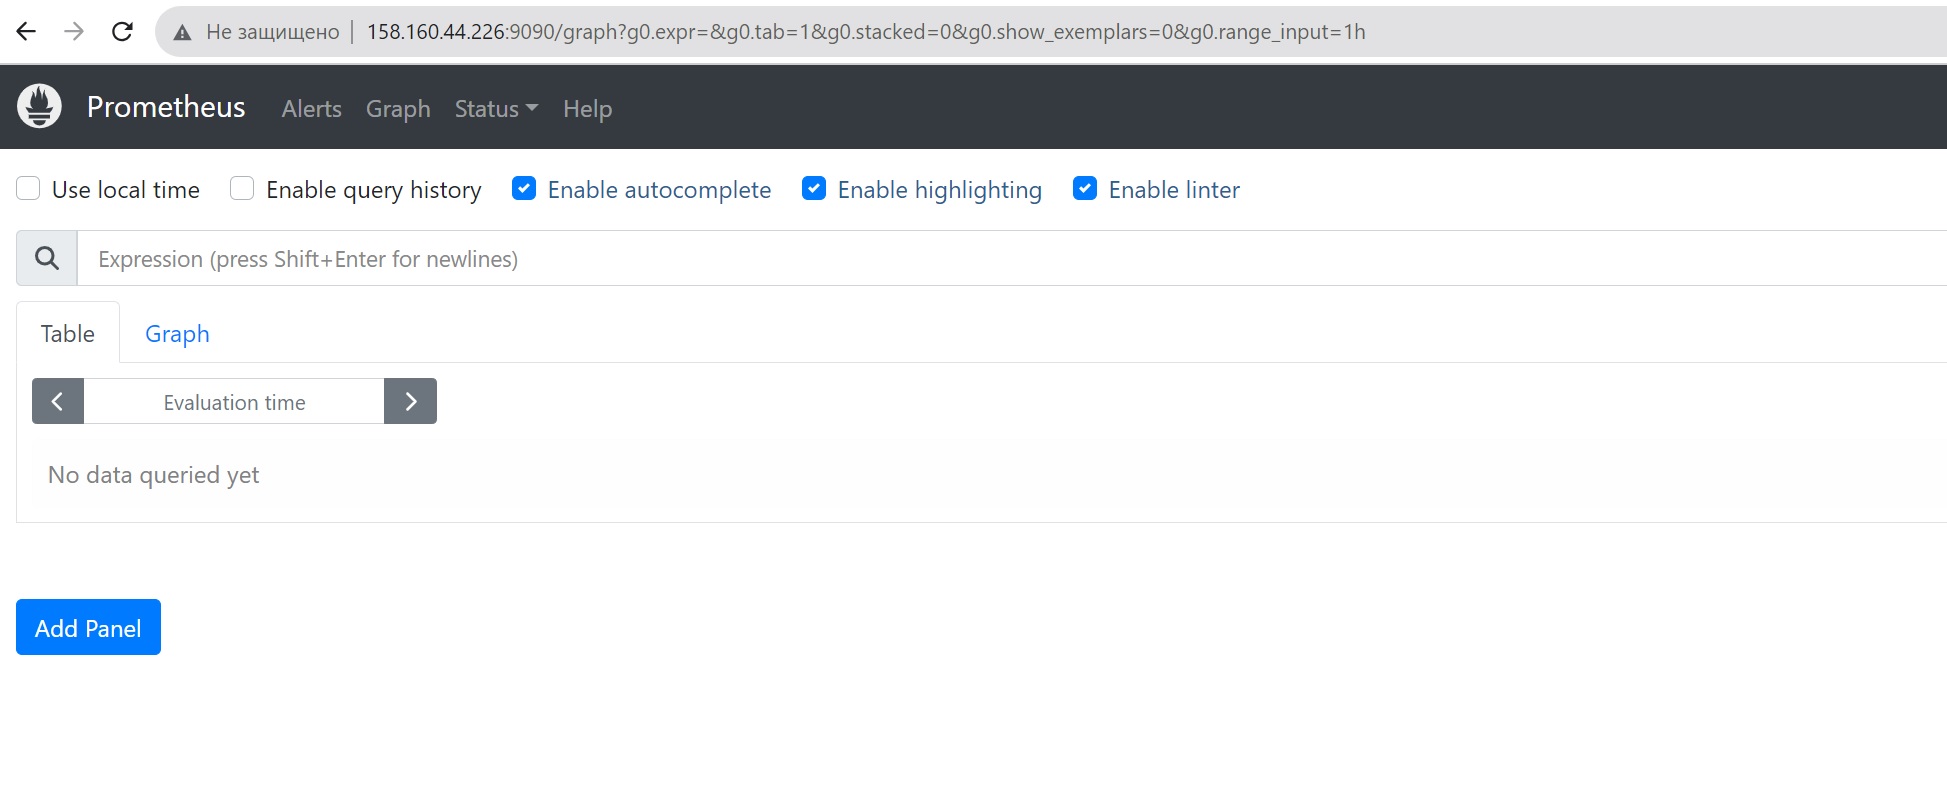 Не защищено 158.160.44.226:9090/graph?g0.expr=&g0.tab=1&g0.stacked=0&g0.show_exemplars=0&g0.range_input=1h
Prometheus Alerts Graph Status Help
Use local time Enable query history Enable autocomplete Enable highlighting Enable linter
Expression (press Shift+Enter for newlines)
Table Graph
Evaluation time
No data queried yet
Add Panel